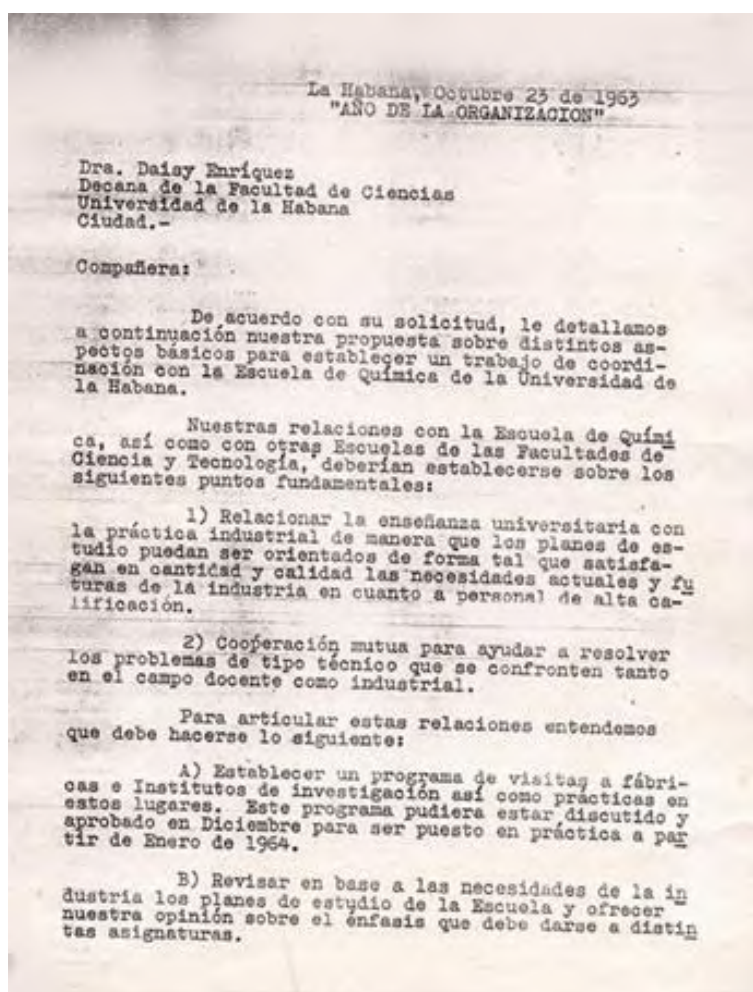 La Habana, Octubre 23 de 1963
"AÑO DE LA ORGANIZACION"
Dra. Daisy Enríquez
Decana de la Facultad de Ciencias
Universidad de la Habana
Ciudad.-
Compañera:
De acuerdo con su solicitud, le detallamos
a continuación nuestra propuesta sobre distintos as-
pectos básicos para establecer un trabajo de coordi-
nación con la Escuela de Química de la Universidad de
la Habana.
Nuestras relaciones con la Escuela de Quími
ca, así como con otras Escuelas de las Facultades de
Ciencia y Tecnología, deberían establecerse sobre los
siguientes puntos fundamentales:
1) Relacionar la enseñanza universitaria con
la práctica industrial de manera que los planes de es-
tudio puedan ser orientados de forma tal que satisfa-
gan en cantidad y calidad las necesidades actuales y fu
turas de la industria en cuanto a personal de alta ca-
lificación.
2) Cooperación mutua para ayudar a resolver
los problemas de tipo técnico que se confronten tanto
en el campo docente como industrial.
Para articular estas relaciones entendemos
que debe hacerse lo siguiente:
A) Establecer un programa de visitas a fábri-
cas e Institutos de investigación así como prácticas en
estos lugares. Este programa pudiera estar discutido y
aprobado en Diciembre para ser puesto en práctica a par
tir de Enero de 1964.
B) Revisar en base a las necesidades de la in
dustria los planes de estudio de la Escuela y ofrecer
nuestra opinión sobre el énfasis que debe darse a distin
tas asignaturas.